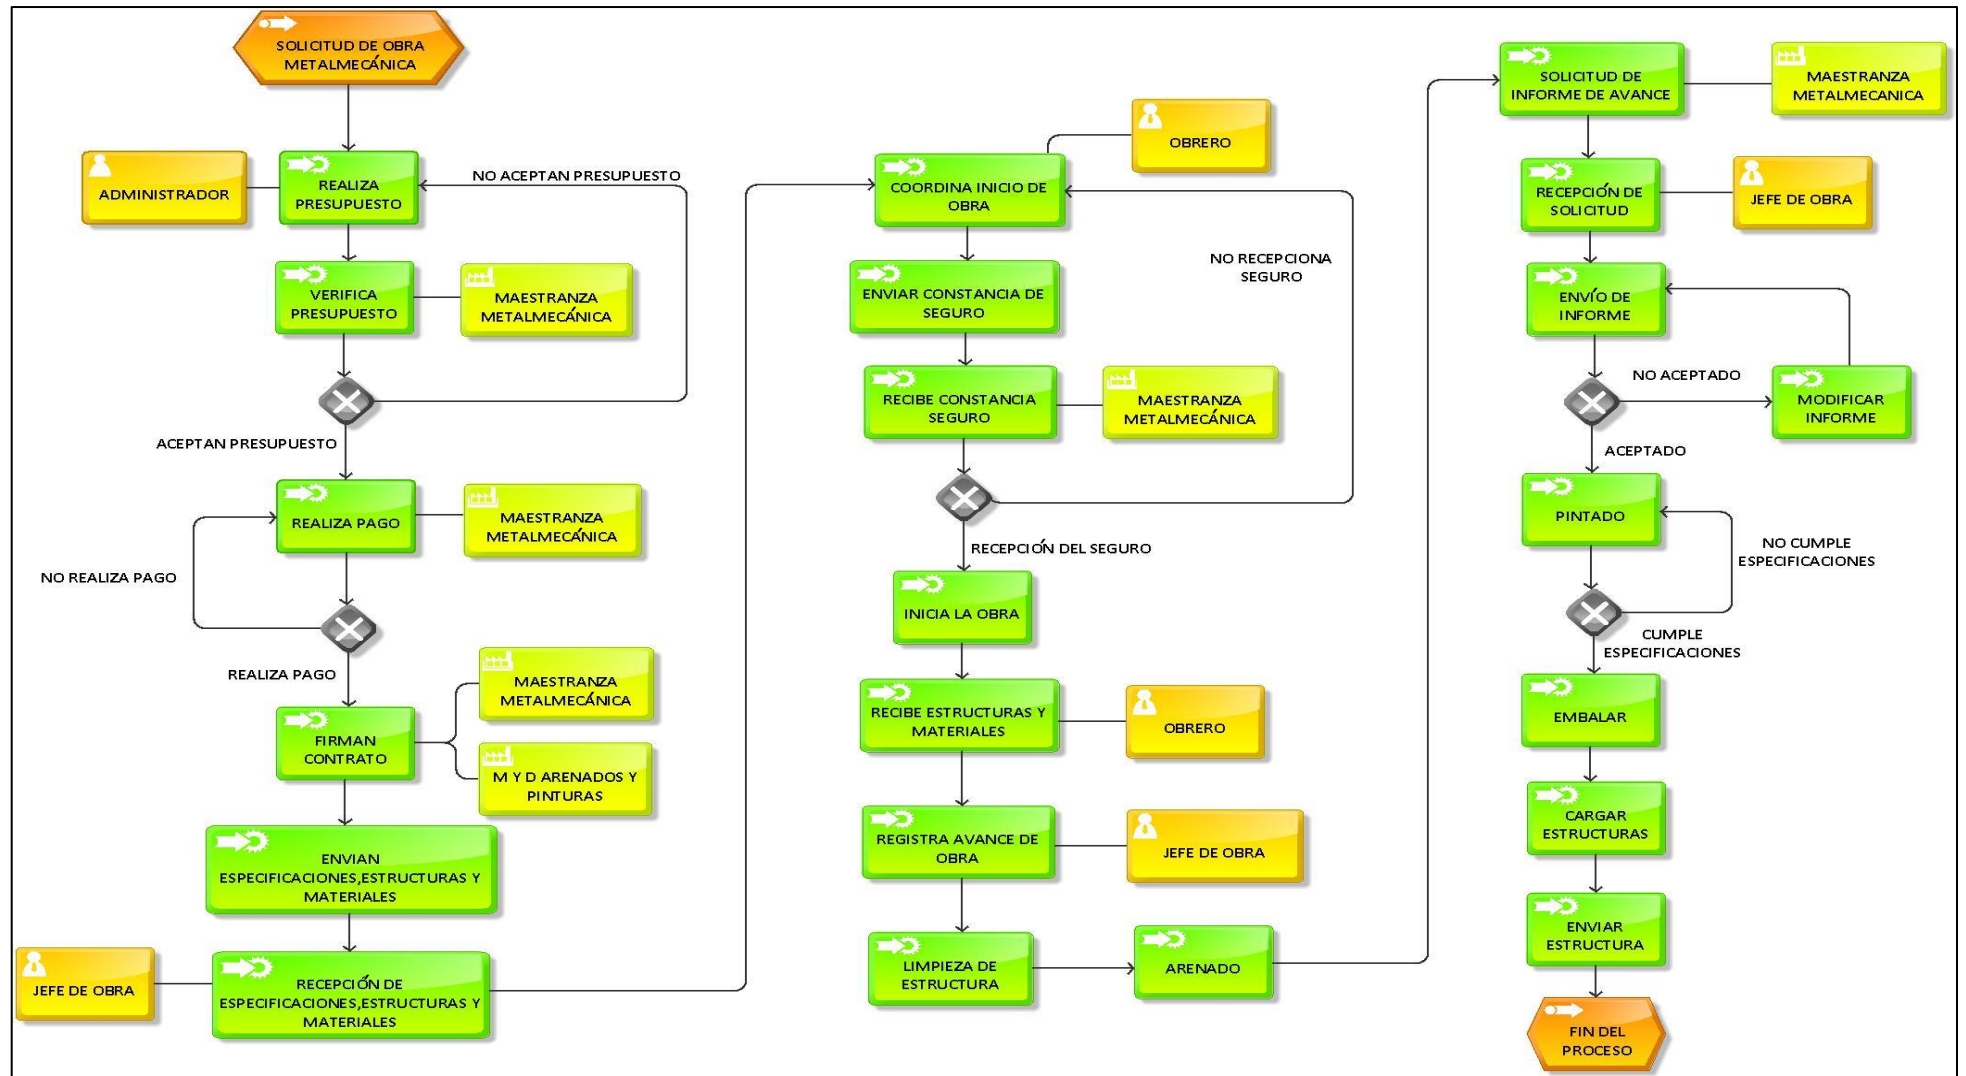 SOLICITUD DE OBRA
METALMECÁNICA
ADMINISTRADOR
REALIZA
PRESUPUESTO
NO ACEPTAN PRESUPUESTO
VERIFICA
PRESUPUESTO
MAESTRANZA
METALMECÁNICA
ACEPTAN PRESUPUESTO
REALIZA PAGO
MAESTRANZA
METALMECÁNICA
NO REALIZA PAGO
REALIZA PAGO
MAESTRANZA
METALMECÁNICA
FIRMAN
CONTRATO
M Y D ARENADOS Y
PINTURAS
ENVIAN
ESPECIFICACIONES,ESTRUCTURAS Y
MATERIALES
JEFE DE OBRA
RECEPCIÓN DE
ESPECIFICACIONES,ESTRUCTURAS Y
MATERIALES
OBRERO
COORDINA INICIO DE
OBRA
NO RECEPCIONA
SEGURO
ENVIAR CONSTANCIA DE
SEGURO
RECIBE CONSTANCIA
SEGURO
MAESTRANZA
METALMECÁNICA
RECEPCIÓN DEL SEGURO
INICIA LA OBRA
RECIBE ESTRUCTURAS Y
MATERIALES
OBRERO
REGISTRA AVANCE DE
OBRA
JEFE DE OBRA
LIMPIEZA DE
ESTRUCTURA
ARENADO
SOLICITUD DE
INFORME DE AVANCE
MAESTRANZA
METALMECANICA
RECEPCIÓN DE
SOLICITUD
JEFE DE OBRA
ENVÍO DE
INFORME
NO ACEPTADO
MODIFICAR
INFORME
ACEPTADO
PINTADO
NO CUMPLE
ESPECIFICACIONES
CUMPLE
ESPECIFICACIONES
EMBALAR
CARGAR
ESTRUCTURAS
ENVIAR
ESTRUCTURA
FIN DEL
PROCESO